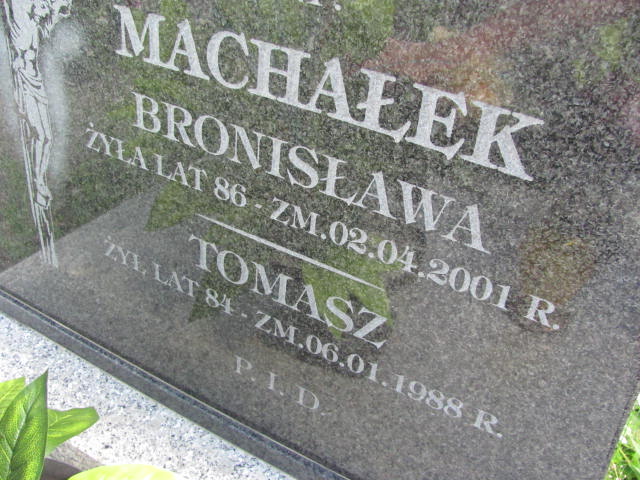 MACHAŁEK
BRONISŁAWA
ŻYŁA LAT 86 - ZM.02.04.2001 R.
TOMASZ
ŻYŁ LAT 84 - ZM.06.01.1988 R.
P. I. D.